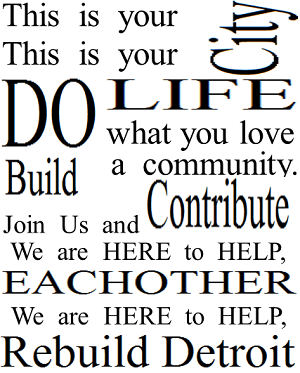 This is your City
This is your LIFE
DO what you love
Build a community.
Join Us and Contribute
We are HERE to HELP,
EACHOTHER
We are HERE to HELP,
Rebuild Detroit